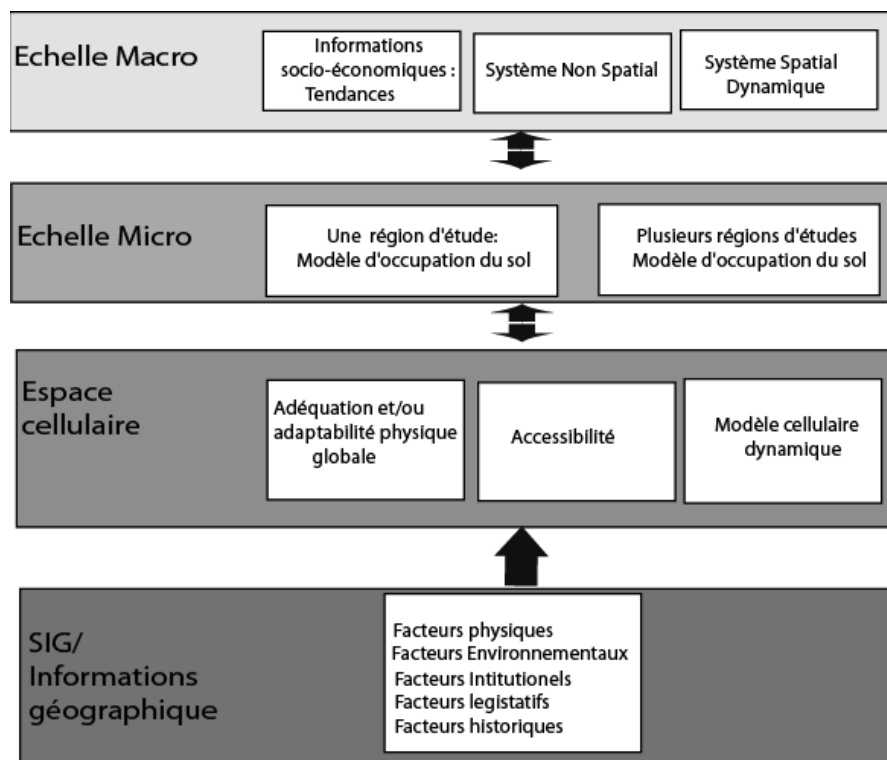 Echelle Macro
Informations
socio-économiques :
Tendances
Système Non Spatial
Système Spatial
Dynamique
Echelle Micro
Une région d'étude:
Modèle d'occupation du sol
Plusieurs régions d'études
Modèle d'occupation du sol
Espace
cellulaire
Adéquation et/ou
adaptabilité physique
globale
Accessibilité
Modèle cellulaire
dynamique
SIG/
Informations
géographique
Facteurs physiques
Facteurs Environnementaux
Facteurs Intitutionels
Facteurs legistatifs
Facteurs historiques